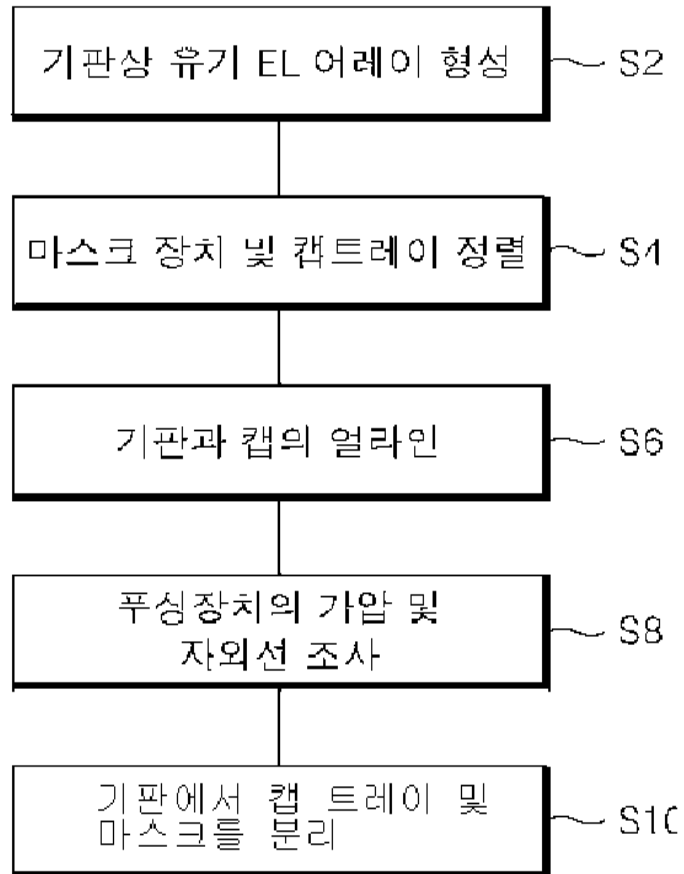 기판상 유기 EL 어레이 형성
S2
마스크 장치 및 캡트레이 정렬
S4
기판과 캡의 얼라인
S6
푸싱장치의 가압 및
자외선 조사
S8
기판에서 캡 트레이 및
마스크를 분리
S10